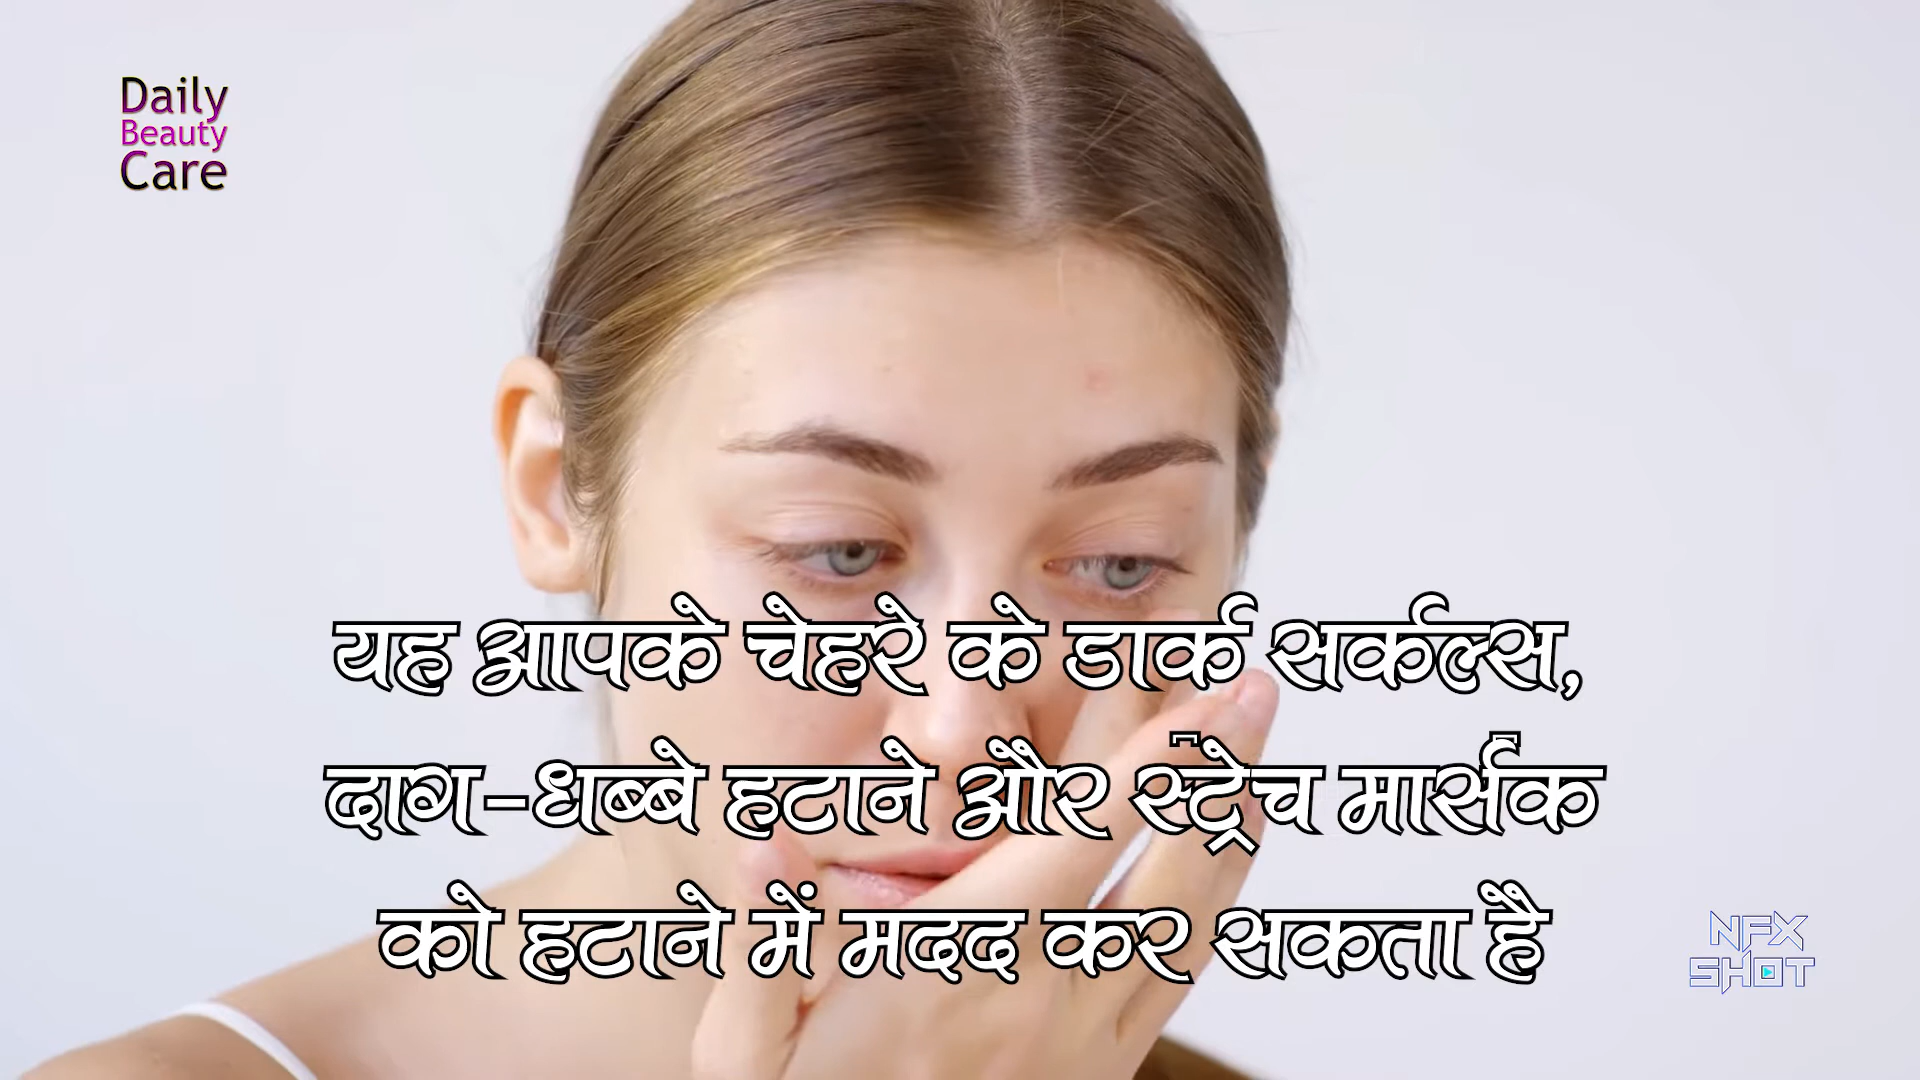 Daily
Beauty
Care
यह आपके चेहरे के डार्क सर्कल्स,
दाग-धब्बे हटाने और स्ट्रेच मार्सक
को हटाने में मदद कर सकता है
NFX
SHOT